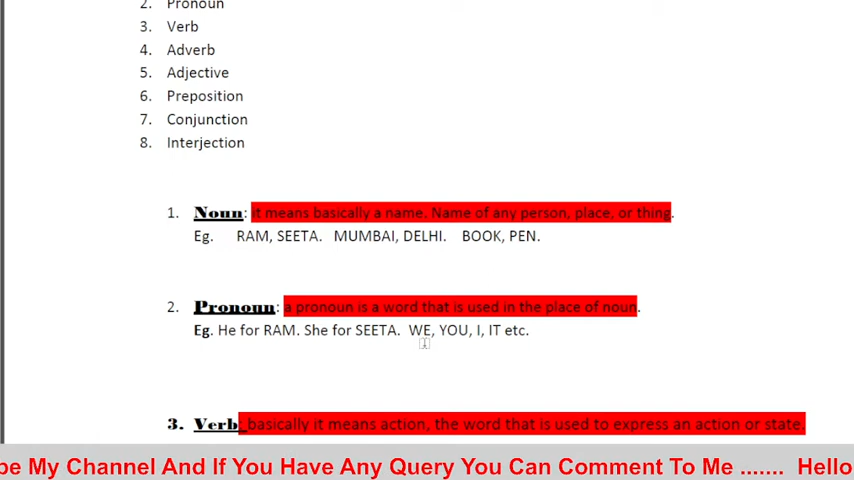 2. Pronoun
3. Verb
4. Adverb
5. Adjective
6. Preposition
7. Conjunction
8. Interjection
1. Noun: it means basically a name. Name of any person, place, or thing.
Eg. RAM, SEETA. MUMBAI, DELHI. BOOK, PEN.
2. Pronoun: a pronoun is a word that is used in the place of noun.
Eg. He for RAM. She for SEETA. WE, YOU, I, IT etc.
3. Verb: basically it means action, the word that is used to express an action or state.
be My Channel And If You Have Any Query You Can Comment To Me ....... Hello